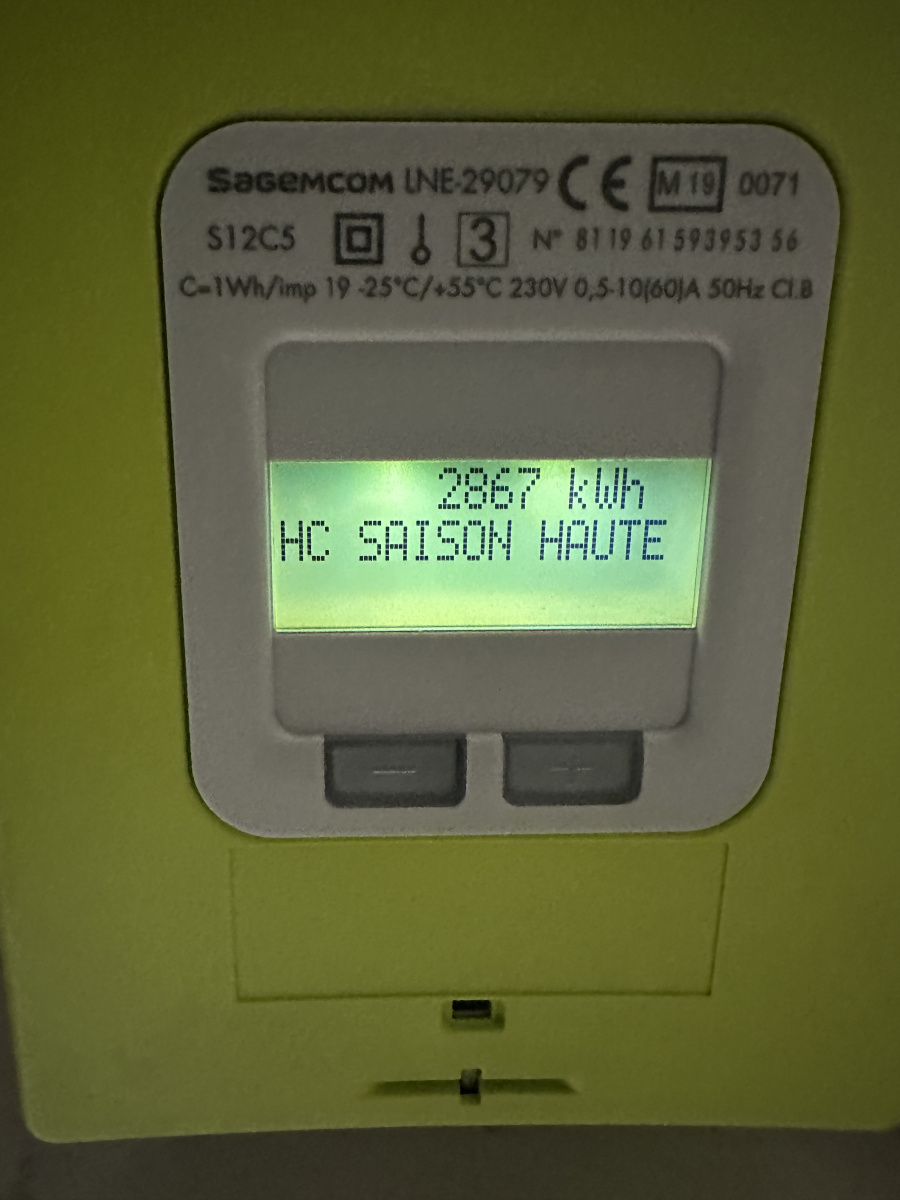 SAGEMCOM LNE-29079 CE M 19 0071
S12C5 3 N° 81 19 61 593953 56
C=1Wh/imp 19 -25°C/+55°C 230V 0,5-10(60)A 50Hz Cl.B
2867 kWh
HC SAISON HAUTE
— +